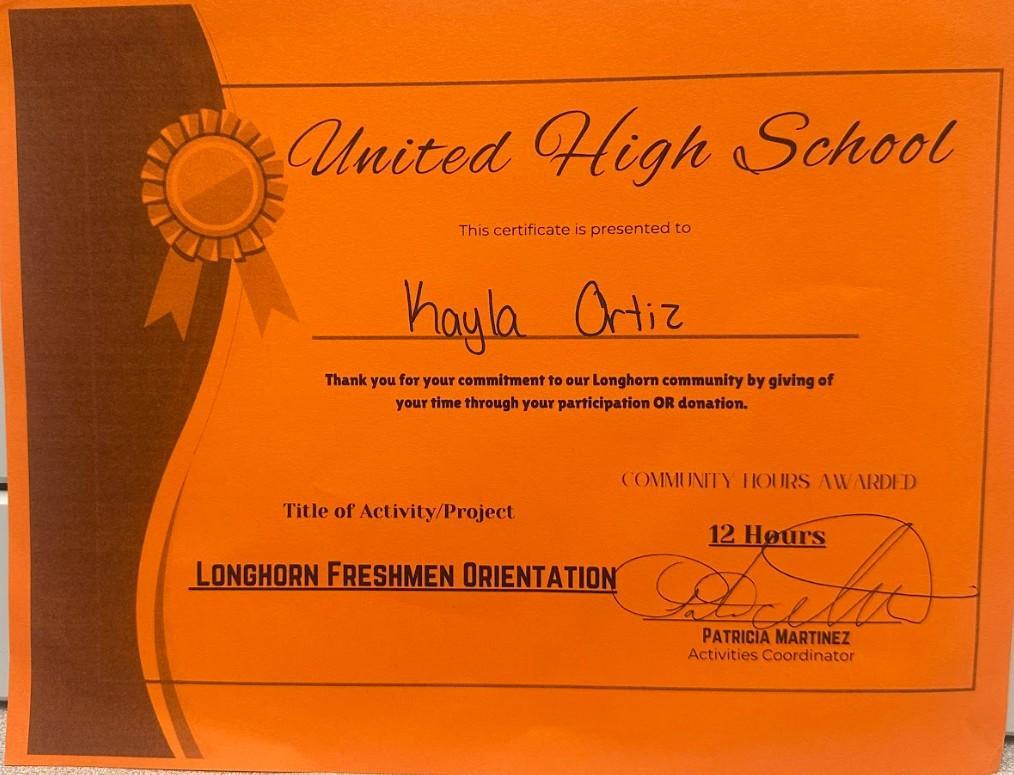 United High School
This certificate is presented to
Kayla Ortiz
Thank you for your commitment to our Longhorn community by giving of
your time through your participation OR donation.
COMMUNITY HOURS AWARDED
Title of Activity/Project
12 Hours
LONGHORN FRESHMEN ORIENTATION
PATRICIA MARTINEZ
Activities Coordinator